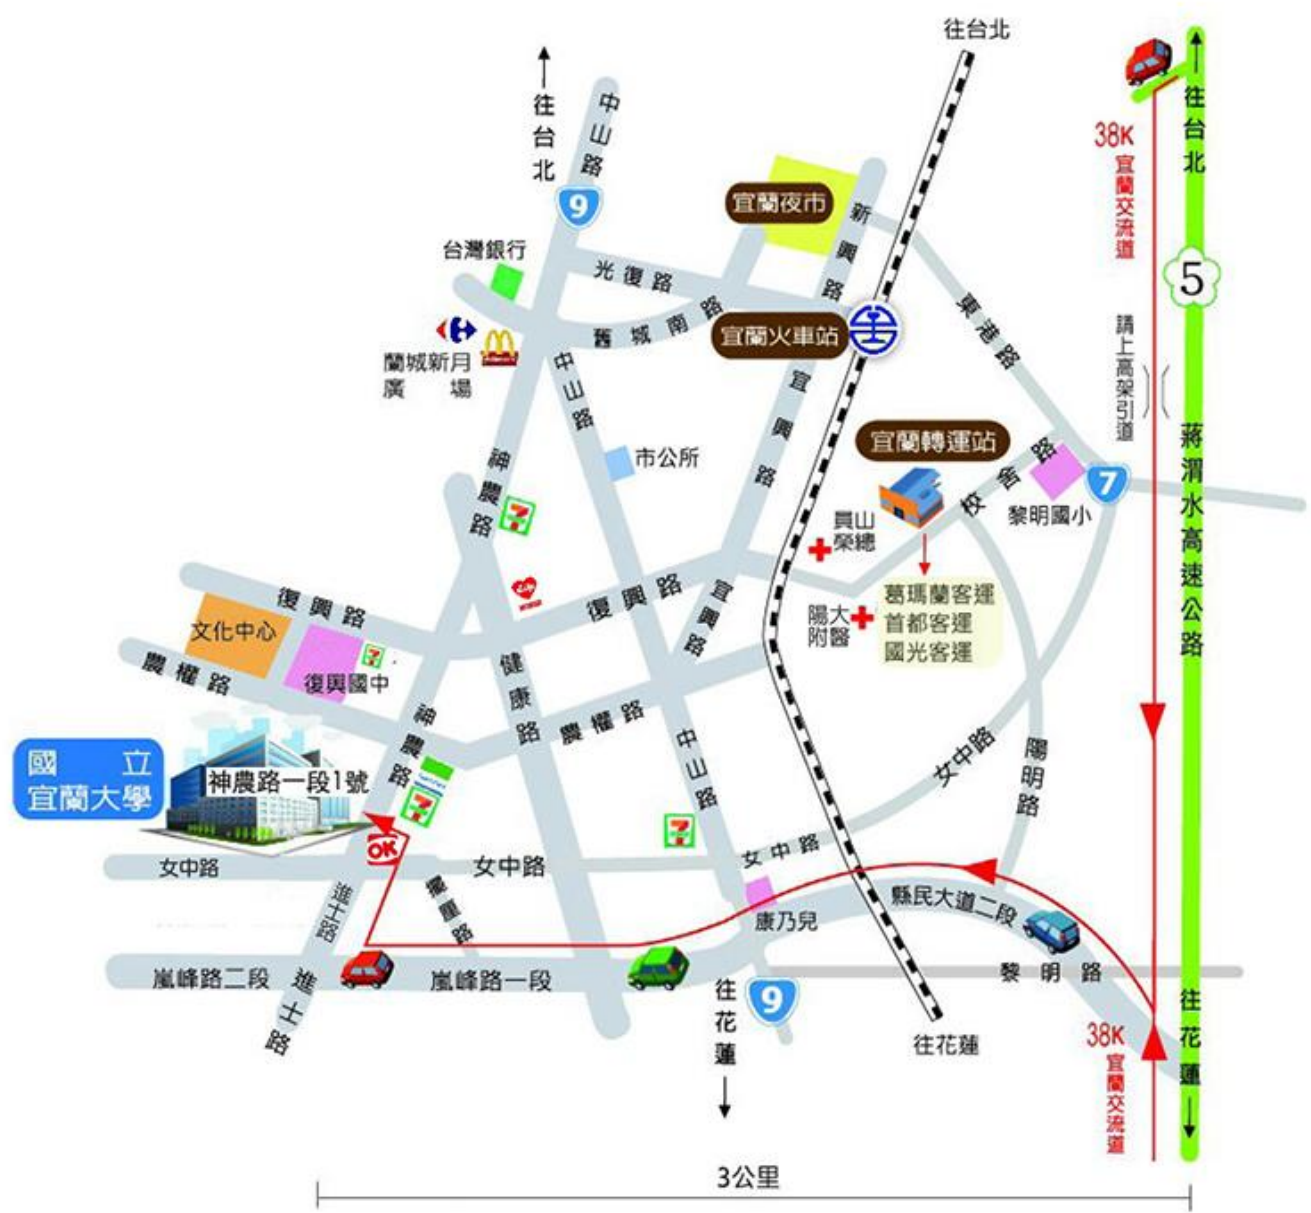 往台北
往台北
中山路
9
宜蘭夜市
新興路
台灣銀行
光復路
舊城南路
宜蘭火車站
東港路
38K
宜蘭交流道
往台北
5
請上高架引道
蘭城新月
廣場
中山路
宜興路
神農路
市公所
宜蘭轉運站
校舍路
黎明國小
7
員山
榮總
蔣渭水高速公路
7
復興路
復興路
宜興路
文化中心
陽大
附醫
葛瑪蘭客運
首都客運
國光客運
7
復興國中
農權路
健康路
農權路
神農路
中山路
女中路
陽明路
國立
宜蘭大學
神農路一段1號
7
7
OK
女中路
女中路
女中路
進士路
擺厘路
康乃兒
縣民大道二段
嵐峰路二段
嵐峰路一段
進士路
黎明路
往花蓮
9
往花蓮
38K
宜蘭交流道
往花蓮
3公里